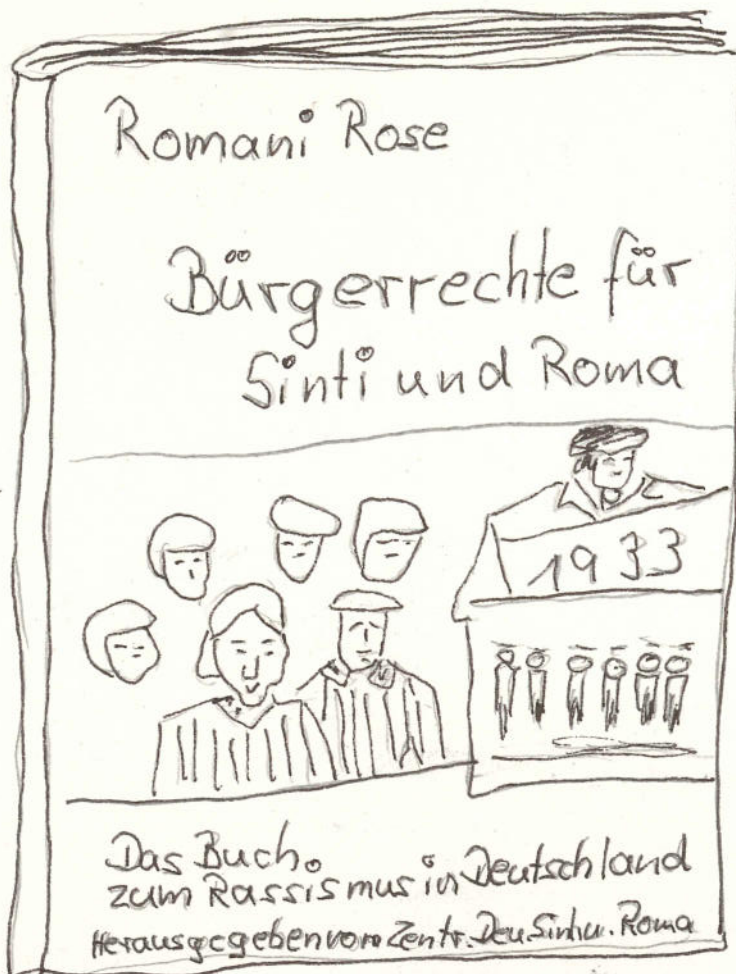 Romani Rose
Bürgerrechte für
Sinti und Roma
1933
Das Buch
zum Rassismus in Deutschland
Herausgegeben vom Zentr. Deu. Sinti u. Roma